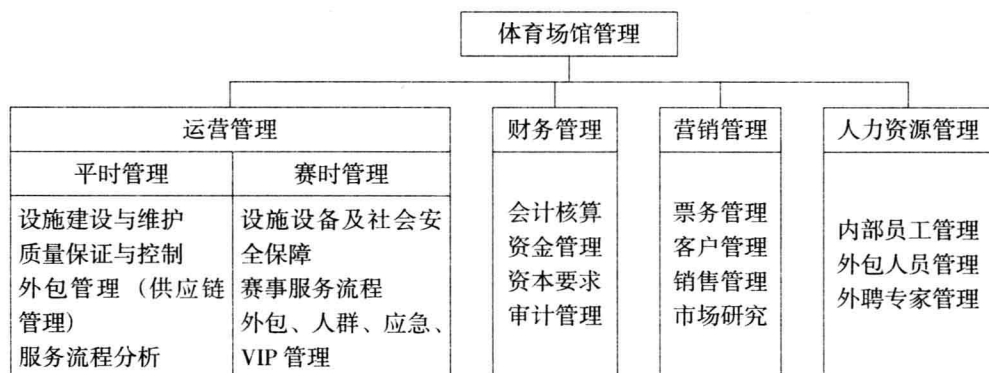 体育场馆管理
运营管理
平时管理
赛时管理
设施建设与维护
质量保证与控制
外包管理（供应链
管理）
服务流程分析
设施设备及社会安
全保障
赛事服务流程
外包、人群、应急、
VIP 管理
财务管理
会计核算
资金管理
资本要求
审计管理
营销管理
票务管理
客户管理
销售管理
市场研究
人力资源管理
内部员工管理
外包人员管理
外聘专家管理